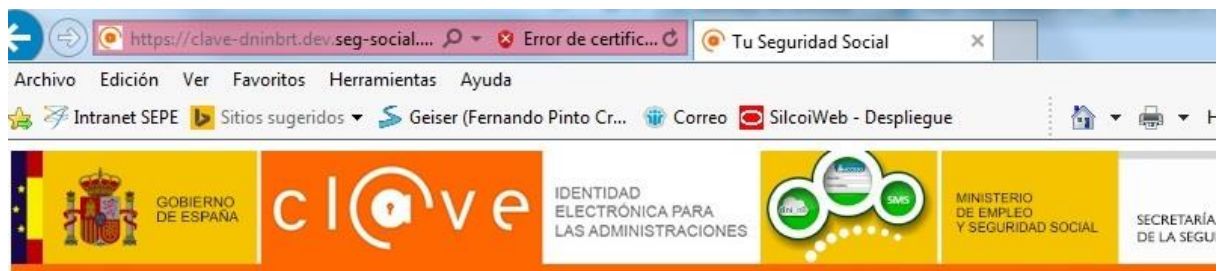 https://clave-dninbrt.dev.seg-social.... Error de certific... Tu Seguridad Social
Archivo Edición Ver Favoritos Herramientas Ayuda
Intranet SEPE Sitios sugeridos Geiser (Fernando Pinto Cr... Correo SilcoiWeb - Despliegue H
GOBIERNO
DE ESPAÑA
cl@ve
IDENTIDAD
ELECTRÓNICA PARA
LAS ADMINISTRACIONES
SMS
MINISTERIO
DE EMPLEO
Y SEGURIDAD SOCIAL
SECRETARÍA
DE LA SEGU